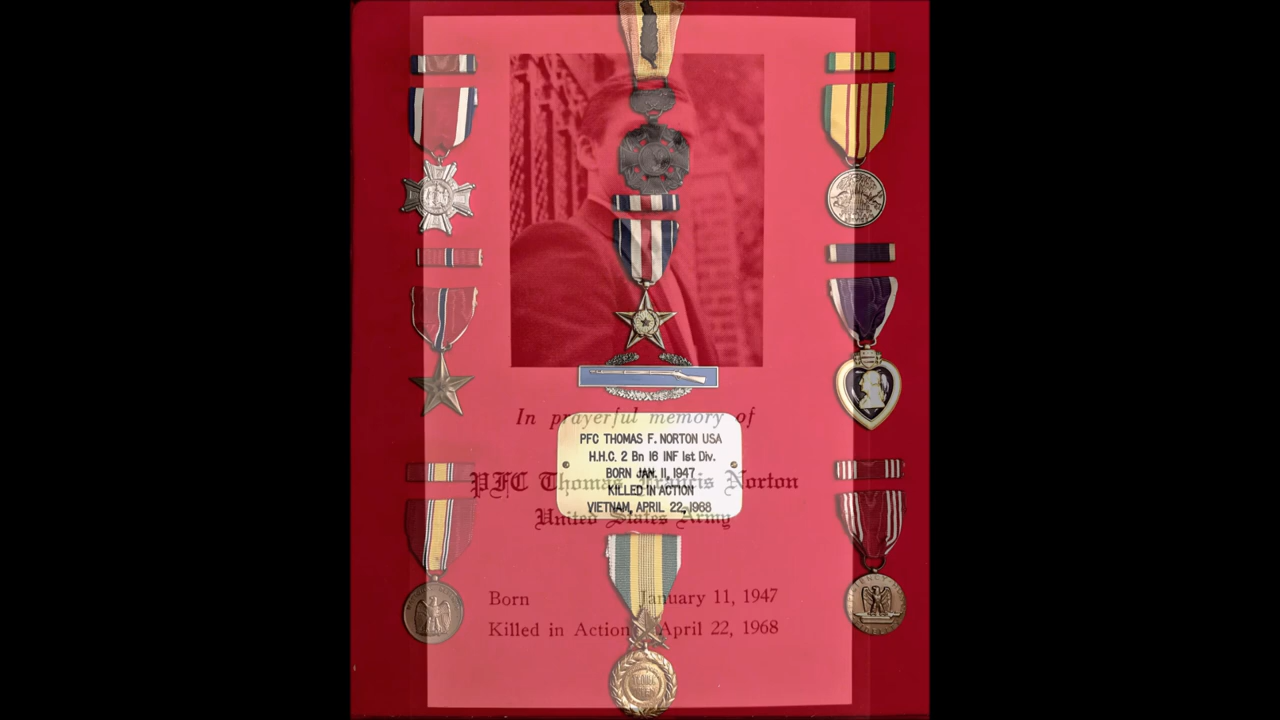 In prayerful memory of
PFC THOMAS F. NORTON USA
H.H.C. 2 Bn 16 INF 1st Div.
BORN JAN. 11, 1947
PFC Thomas Francis Norton
KILLED IN ACTION
VIETNAM, APRIL 22, 1968
United States Army
Born January 11, 1947
Killed in Action April 22, 1968